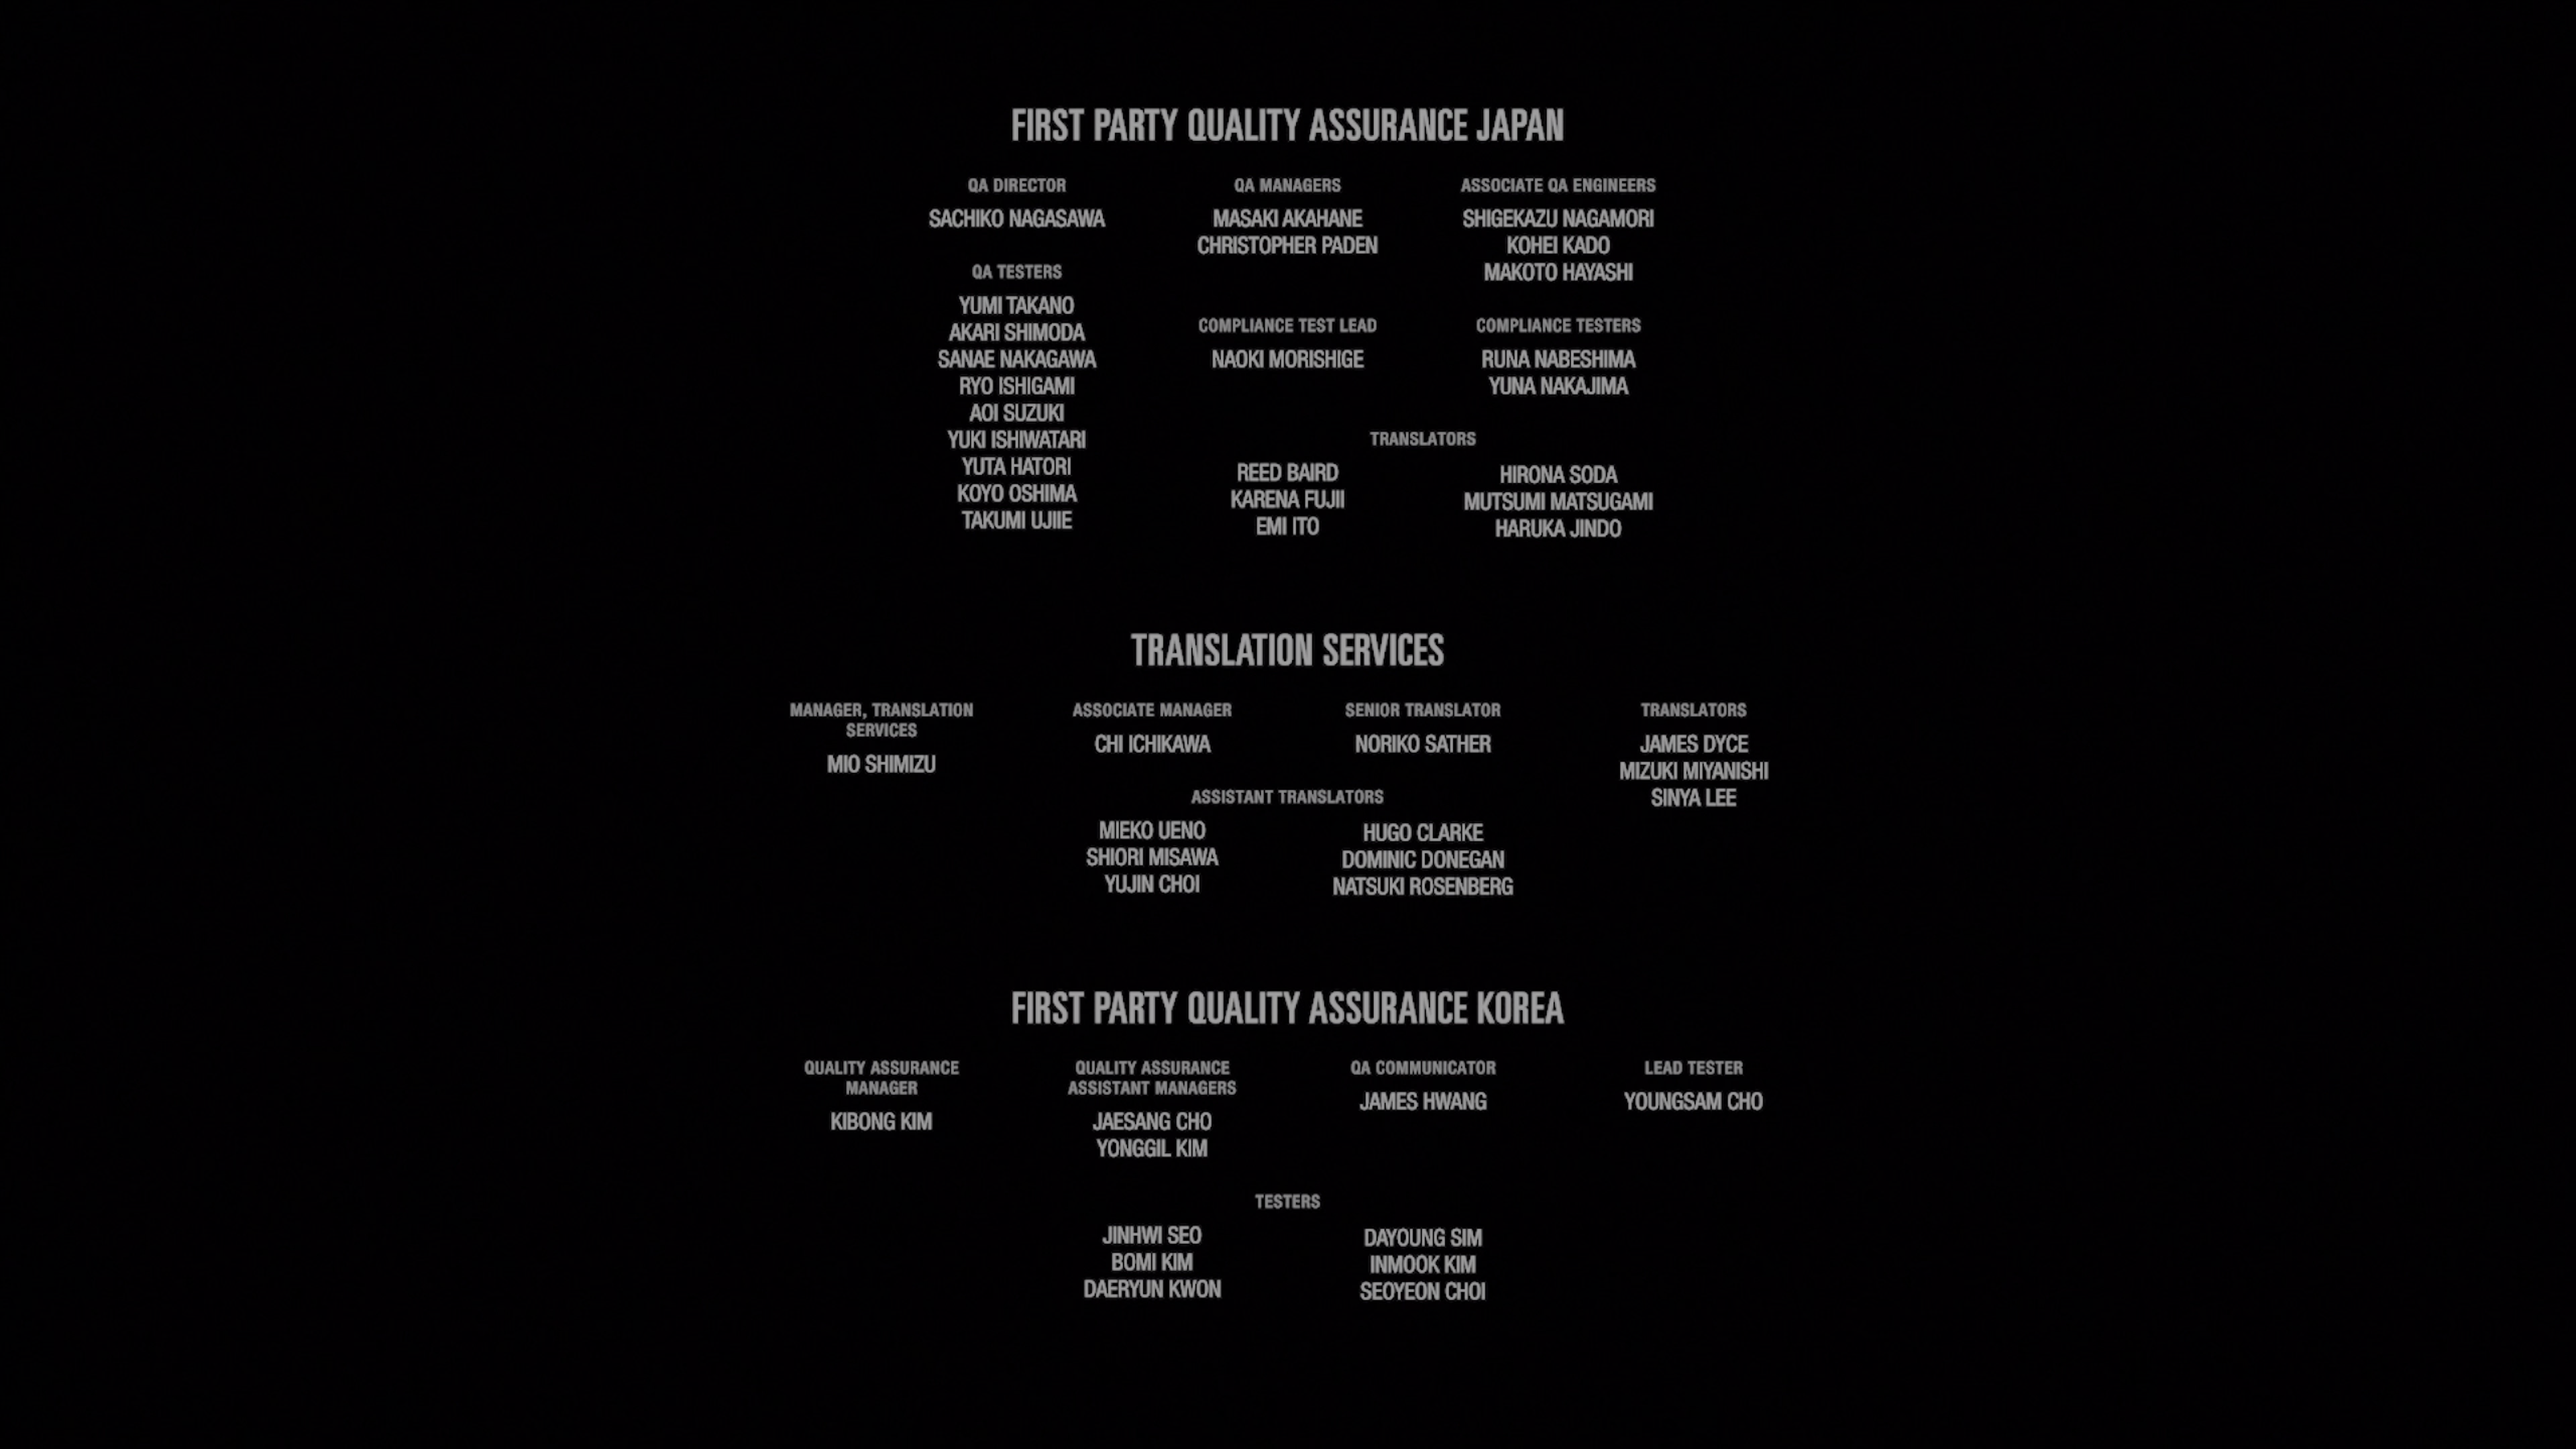 FIRST PARTY QUALITY ASSURANCE JAPAN
QA DIRECTOR
SACHIKO NAGASAWA
QA TESTERS
YUMI TAKANO
AKARI SHIMODA
SANAE NAKAGAWA
RYO ISHIGAMI
AOI SUZUKI
YUKI ISHIWATARI
YUTA HATORI
KOYO OSHIMA
TAKUMI UJIIE
QA MANAGERS
MASAKI AKAHANE
CHRISTOPHER PADEN
ASSOCIATE QA ENGINEERS
SHIGEKAZU NAGAMORI
KOHEI KADO
MAKOTO HAYASHI
COMPLIANCE TEST LEAD
NAOKI MORISHIGE
COMPLIANCE TESTERS
RUNA NABESHIMA
YUNA NAKAJIMA
TRANSLATORS
REED BAIRD
KARENA FUJII
EMI ITO
HIRONA SODA
MUTSUMI MATSUGAMI
HARUKA JINDO
TRANSLATION SERVICES
MANAGER, TRANSLATION
SERVICES
MIO SHIMIZU
ASSOCIATE MANAGER
CHI ICHIKAWA
SENIOR TRANSLATOR
NORIKO SATHER
TRANSLATORS
JAMES DYCE
MIZUKI MIYANISHI
SINYA LEE
ASSISTANT TRANSLATORS
MIEKO UENO
SHIORI MISAWA
YUJIN CHOI
HUGO CLARKE
DOMINIC DONEGAN
NATSUKI ROSENBERG
FIRST PARTY QUALITY ASSURANCE KOREA
QUALITY ASSURANCE
MANAGER
KIBONG KIM
QUALITY ASSURANCE
ASSISTANT MANAGERS
JAESANG CHO
YONGGIL KIM
QA COMMUNICATOR
JAMES HWANG
LEAD TESTER
YOUNGSAM CHO
TESTERS
JINHWI SEO
BOMI KIM
DAERYUN KWON
DAYOUNG SIM
INMOOK KIM
SEOYEON CHOI